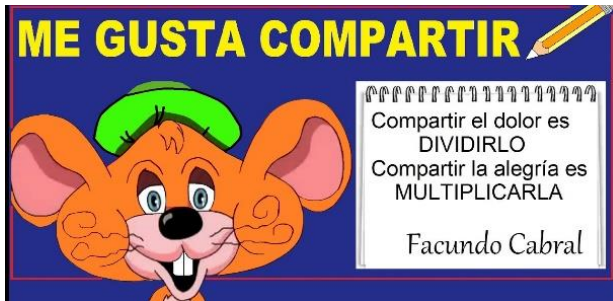 ME GUSTA COMPARTIR
Compartir el dolor es
DIVIDIRLO
Compartir la alegría es
MULTIPLICARLA
Facundo Cabral